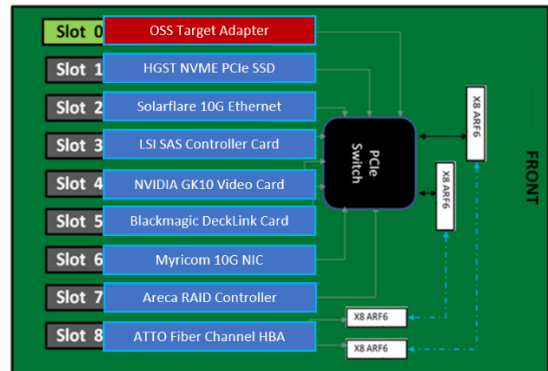 Slot 0
OSS Target Adapter
Slot 1
HGST NVME PCIe SSD
Slot 2
Solarflare 10G Ethernet
Slot 3
LSI SAS Controller Card
Slot 4
NVIDIA GK10 Video Card
Slot 5
Blackmagic DeckLink Card
Slot 6
Myricom 10G NIC
Slot 7
Areca RAID Controller
Slot 8
ATTO Fiber Channel HBA
PCIe
Switch
X8 ARF6
X8 ARF6
X8 ARF6
X8 ARF6
FRONT